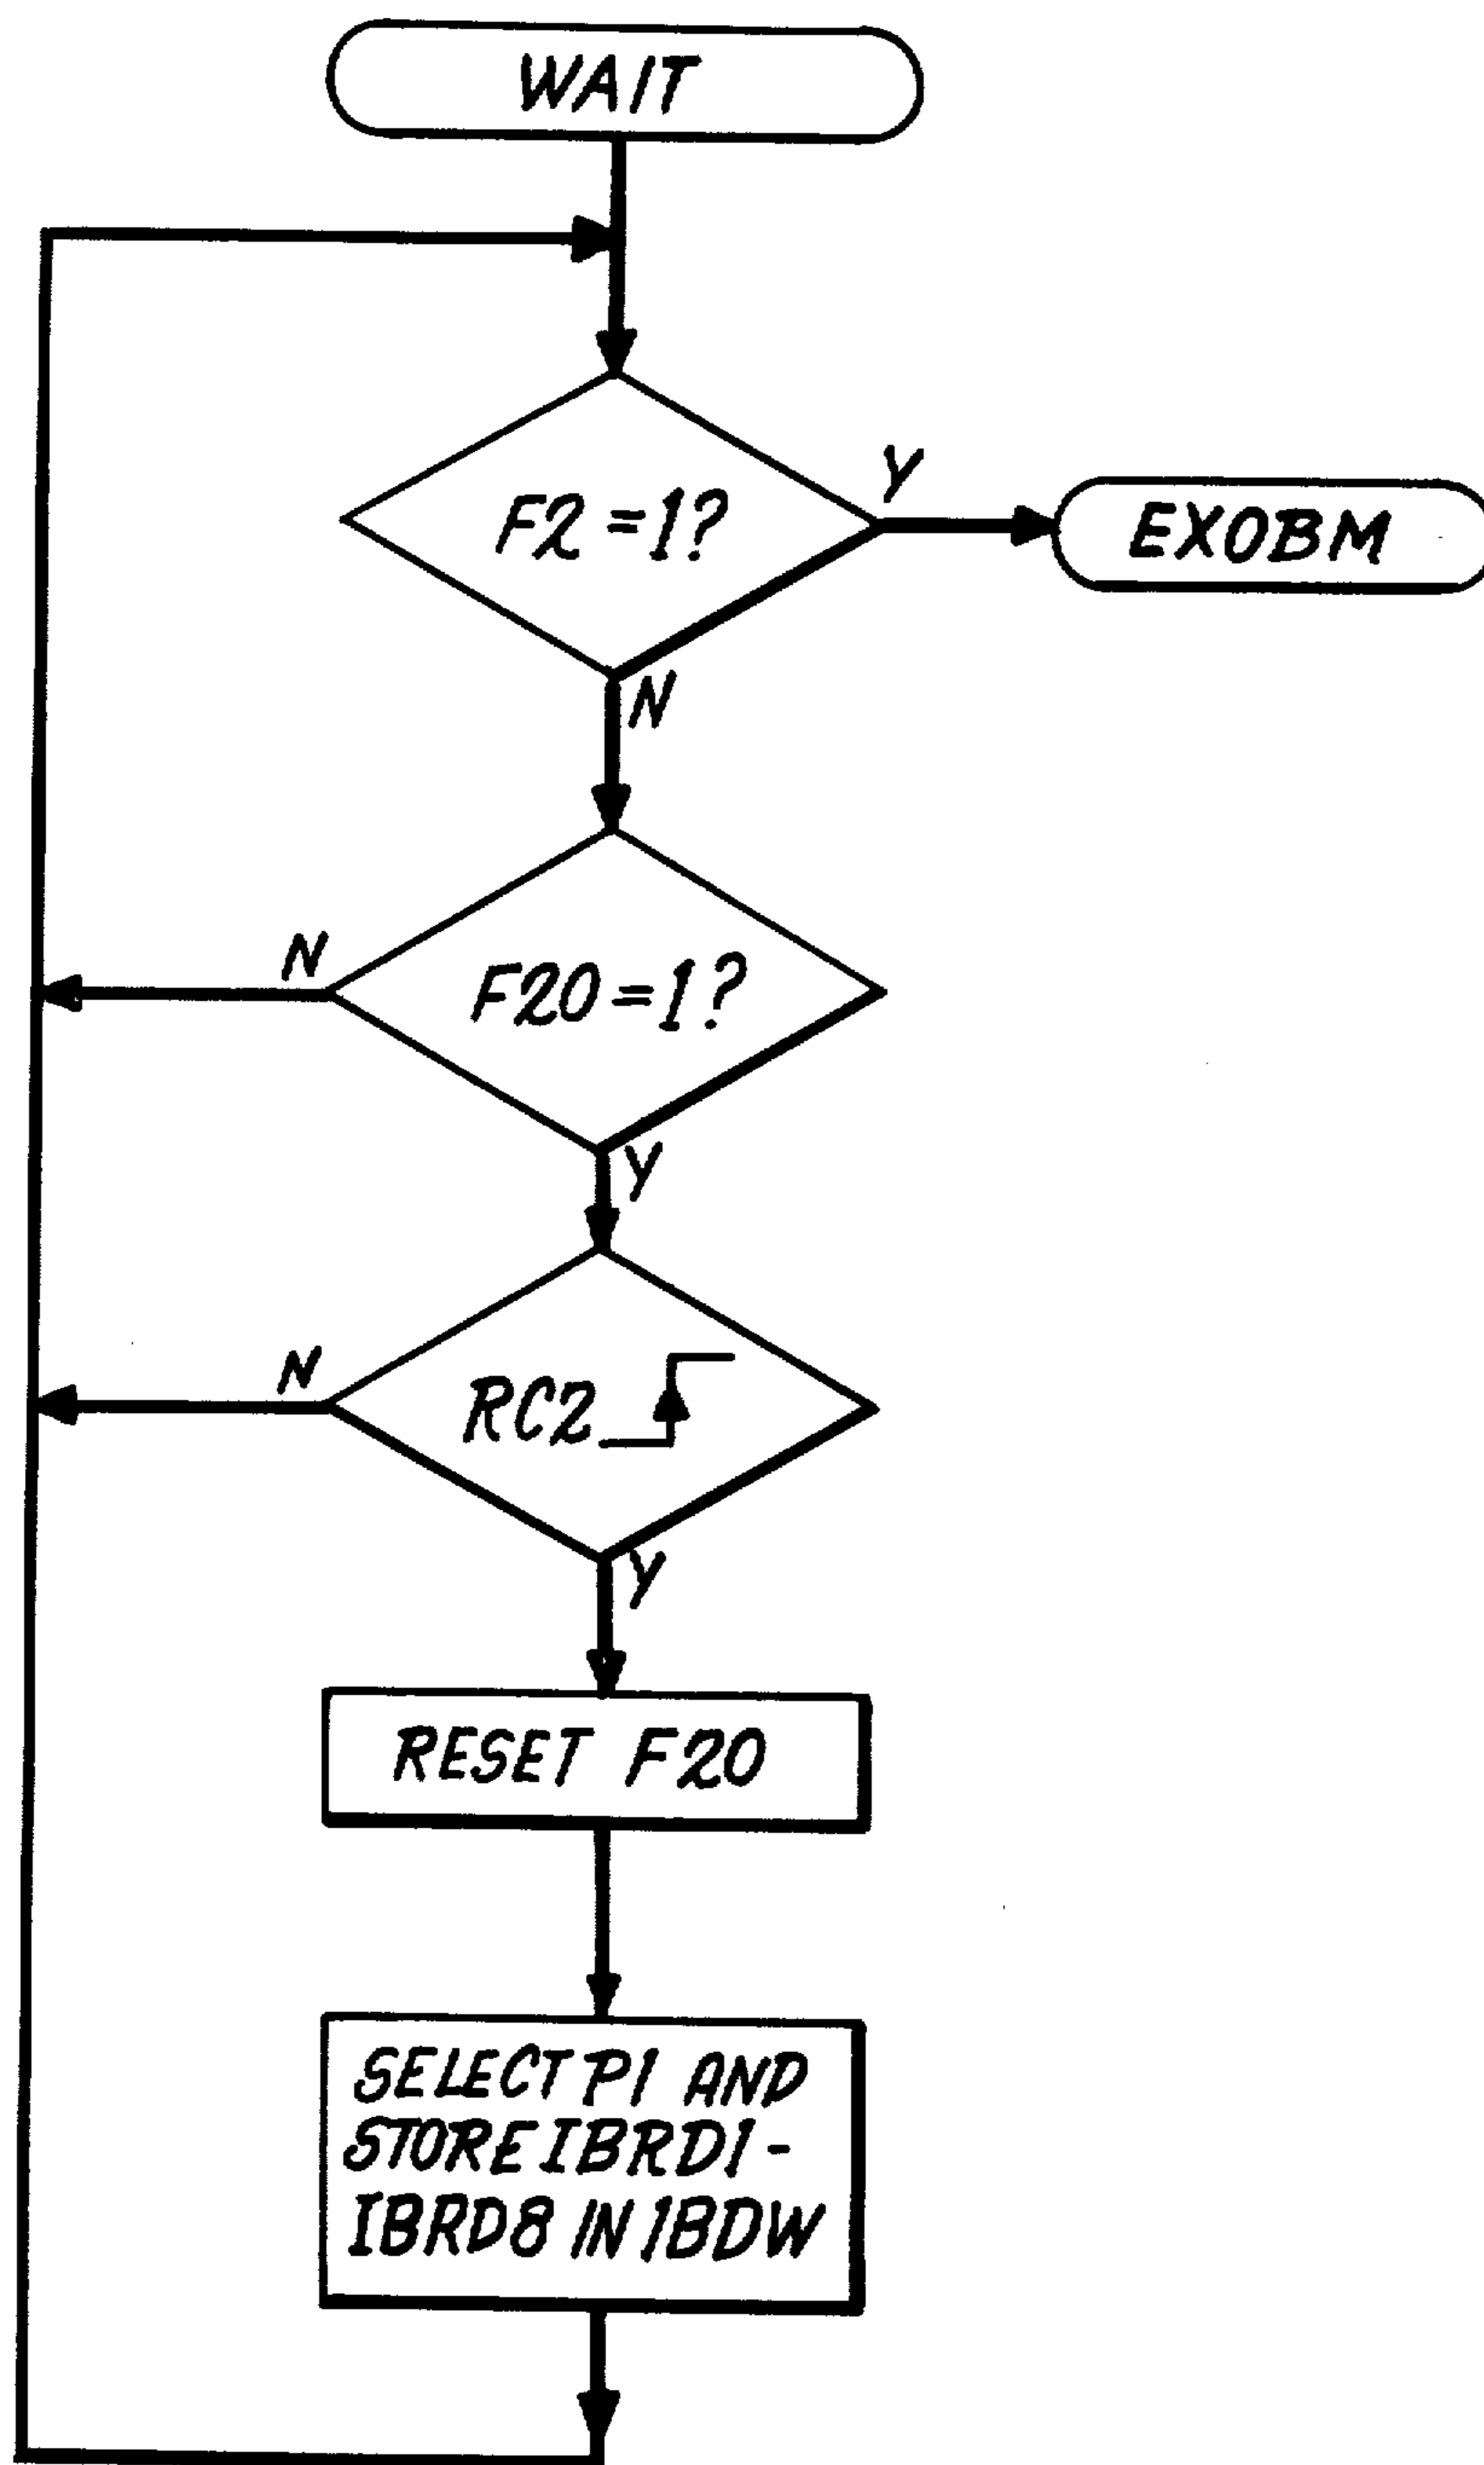 WAIT
F2=1?
Y
EXOBM
N
F20=1?
N
Y
RC2
N
Y
RESET F20
SELECT P1 AND
STORE IBRD1-
IBRD8 IN IBDW